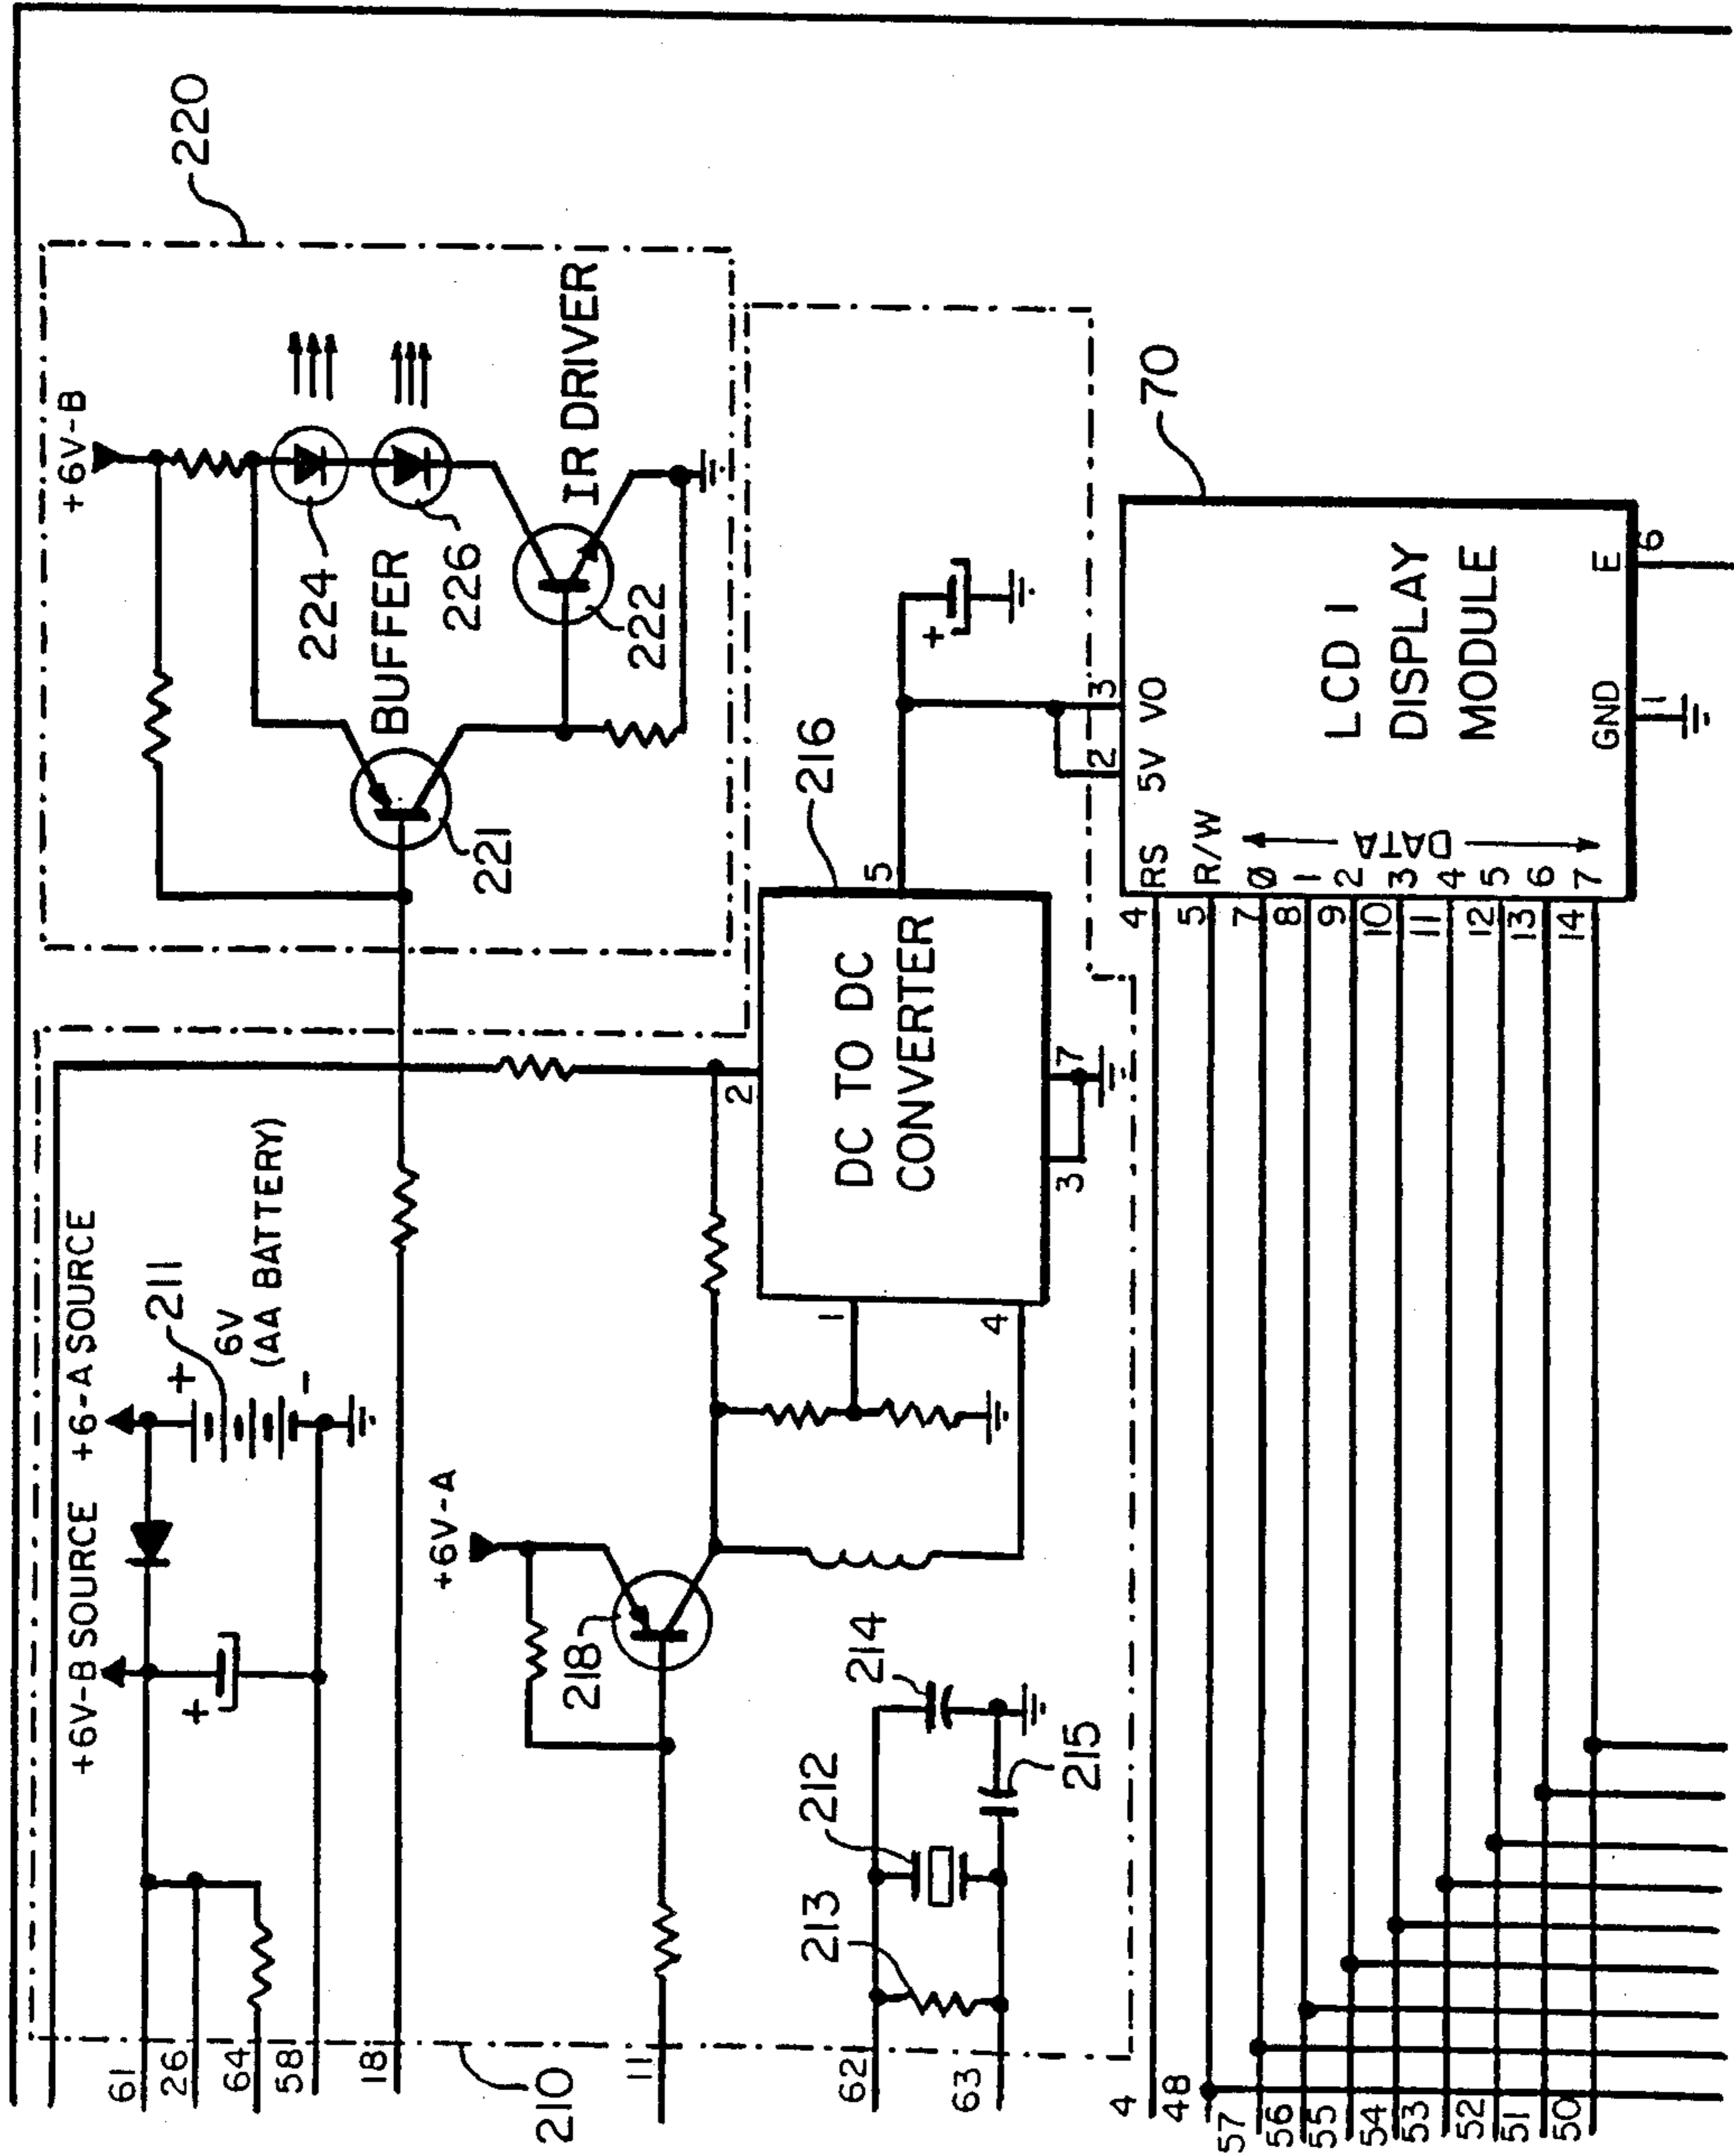 +6V-B SOURCE +6-A SOURCE
211
6V
(AA BATTERY)
+
-
+
61
26
64
58
18
210
+6V-A
218
11
62
63
213
212
214
215
+6V-B
220
224
226
BUFFER
221
222
IR DRIVER
DC TO DC
CONVERTER
216
1
2
3
4
5
7
+
70
LCD 1
DISPLAY
MODULE
2 3
5V VO
GND
1
E
6
4 RS
5 R/W
7 Ø
8 1
9 2
10 3
11 4
12 5
13 6
14 7
DATA
4
48
57
56
55
54
53
52
51
50